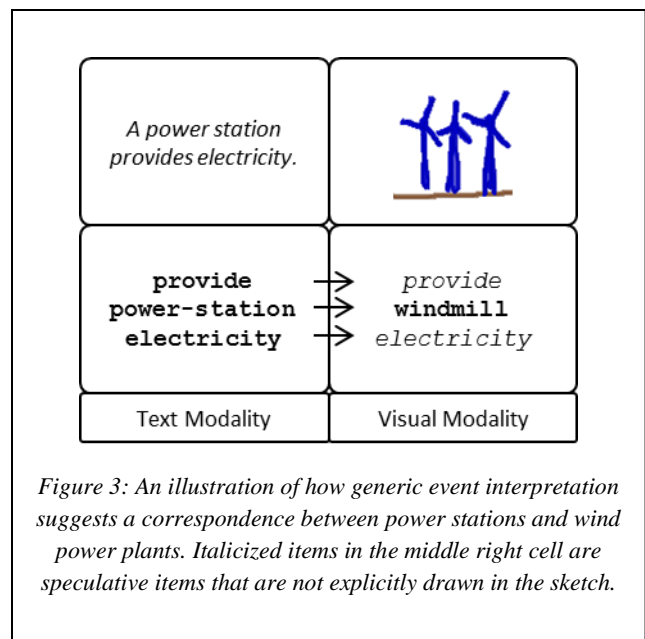 A power station
provides electricity.
provide → provide
power-station → windmill
electricity → electricity
Text Modality
Visual Modality
Figure 3: An illustration of how generic event interpretation
suggests a correspondence between power stations and wind
power plants. Italicized items in the middle right cell are
speculative items that are not explicitly drawn in the sketch.